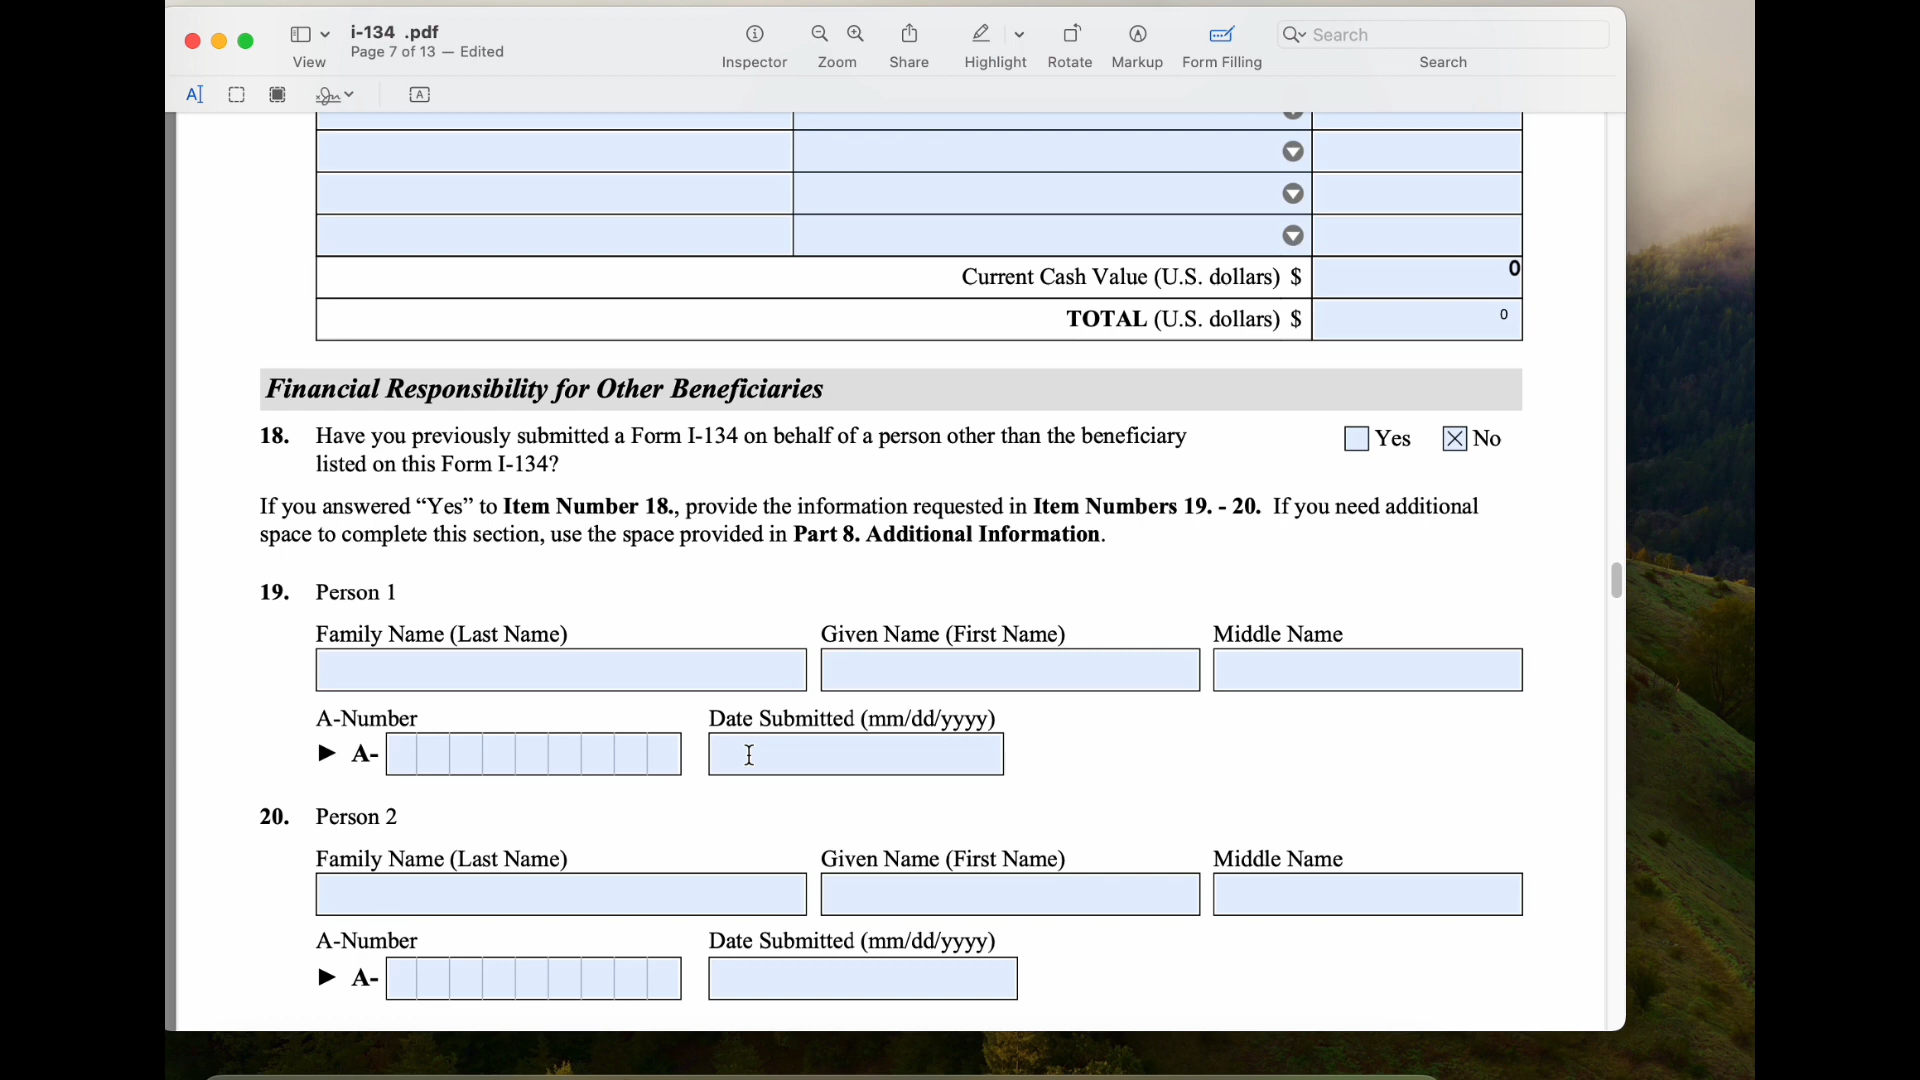 i-134 .pdf
Page 7 of 13 — Edited
View
Inspector
Zoom
Share
Highlight
Rotate
Markup
Form Filling
Search
Search
A
A
Current Cash Value (U.S. dollars) $ 0
TOTAL (U.S. dollars) $ 0
Financial Responsibility for Other Beneficiaries
18. Have you previously submitted a Form I-134 on behalf of a person other than the beneficiary
listed on this Form I-134?
Yes No
If you answered “Yes” to Item Number 18., provide the information requested in Item Numbers 19. - 20. If you need additional
space to complete this section, use the space provided in Part 8. Additional Information.
19. Person 1
Family Name (Last Name) Given Name (First Name) Middle Name
A-Number Date Submitted (mm/dd/yyyy)
► A-
20. Person 2
Family Name (Last Name) Given Name (First Name) Middle Name
A-Number Date Submitted (mm/dd/yyyy)
► A-